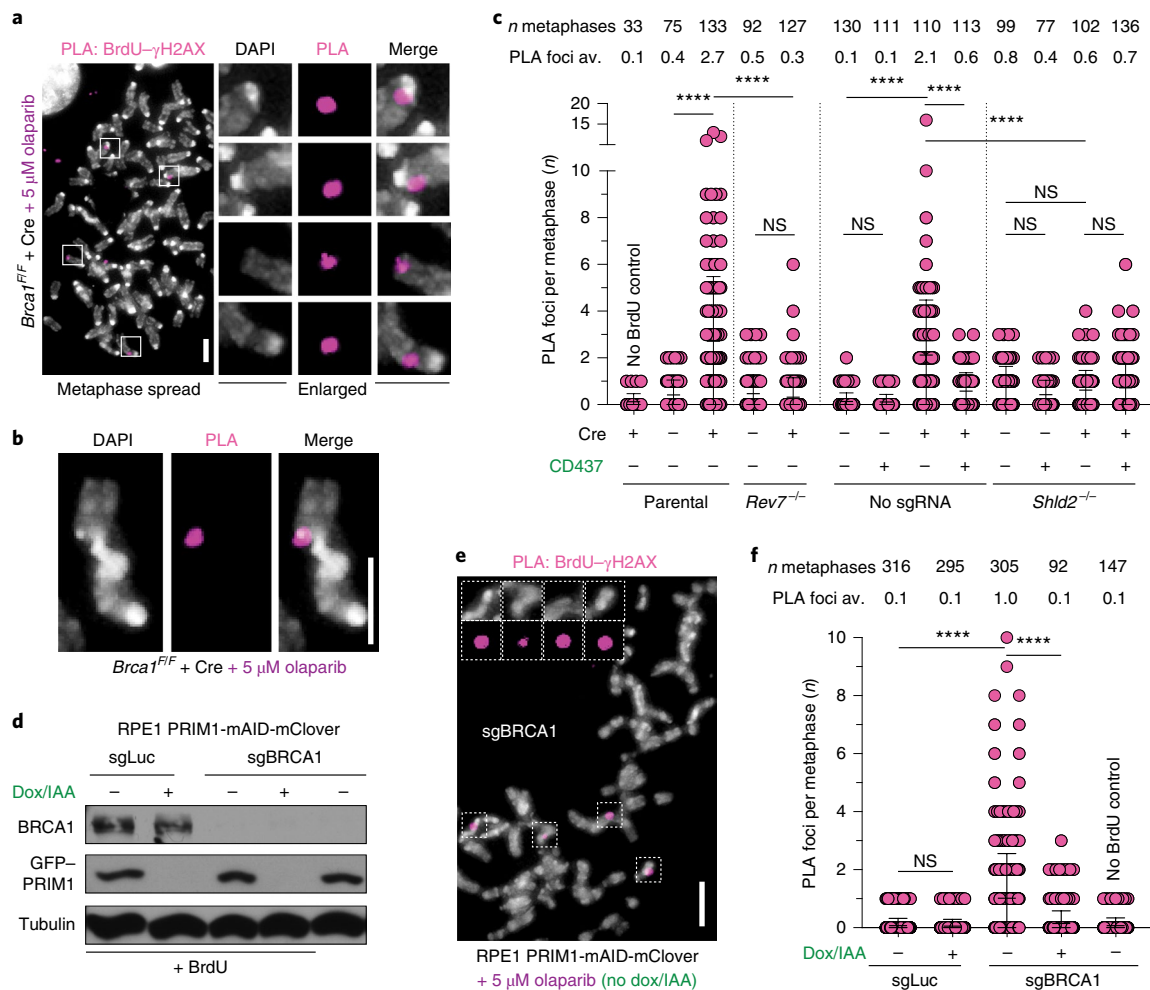 a
PLA: BrdU–γH2AX
DAPI
PLA
Merge
Brca1F/F + Cre + 5 μM olaparib
Metaphase spread
Enlarged
b
DAPI
PLA
Merge
Brca1F/F + Cre + 5 μM olaparib
c
n metaphases 33 75 133 92 127 130 111 110 113 99 77 102 136
PLA foci av. 0.1 0.4 2.7 0.5 0.3 0.1 0.1 2.1 0.6 0.8 0.4 0.6 0.7
PLA foci per metaphase (n)
20
15
10
8
6
4
2
0
No BrdU control
**** **** **** **** ****
NS NS NS NS NS
Cre + – + – + – – + + – – + +
CD437 – – – – – – + – + – + – +
Parental Rev7–/– No sgRNA Shld2–/–
d
RPE1 PRIM1-mAID-mClover
sgLuc sgBRCA1
Dox/IAA – + – + –
BRCA1
GFP–
PRIM1
Tubulin
+ BrdU
e
PLA: BrdU–γH2AX
sgBRCA1
RPE1 PRIM1-mAID-mClover
+ 5 μM olaparib (no dox/IAA)
f
n metaphases 316 295 305 92 147
PLA foci av. 0.1 0.1 1.0 0.1 0.1
PLA foci per metaphase (n)
10
8
6
4
2
0
**** ****
NS
No BrdU control
Dox/IAA – + – + –
sgLuc sgBRCA1